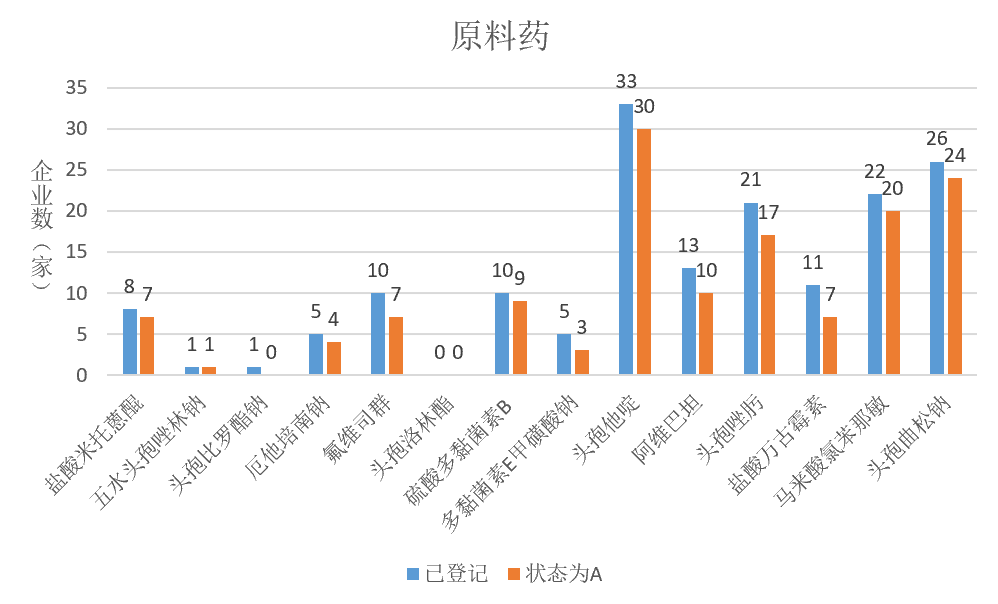 原料药
企业数（家）
35
30
25
20
15
10
5
0
8 7
1 1
1 0
5 4
10 7
0 0
10 9
5 3
33 30
13 10
21 17
11 7
22 20
26 24
盐酸米托蒽醌
五水头孢唑林钠
头孢比罗酯钠
厄他培南钠
氟维司群
头孢洛林酯
硫酸多黏菌素B
多黏菌素E甲磺酸钠
头孢他啶
阿维巴坦
头孢唑肟
盐酸万古霉素
马来酸氯苯那敏
头孢曲松钠
已登记 状态为A